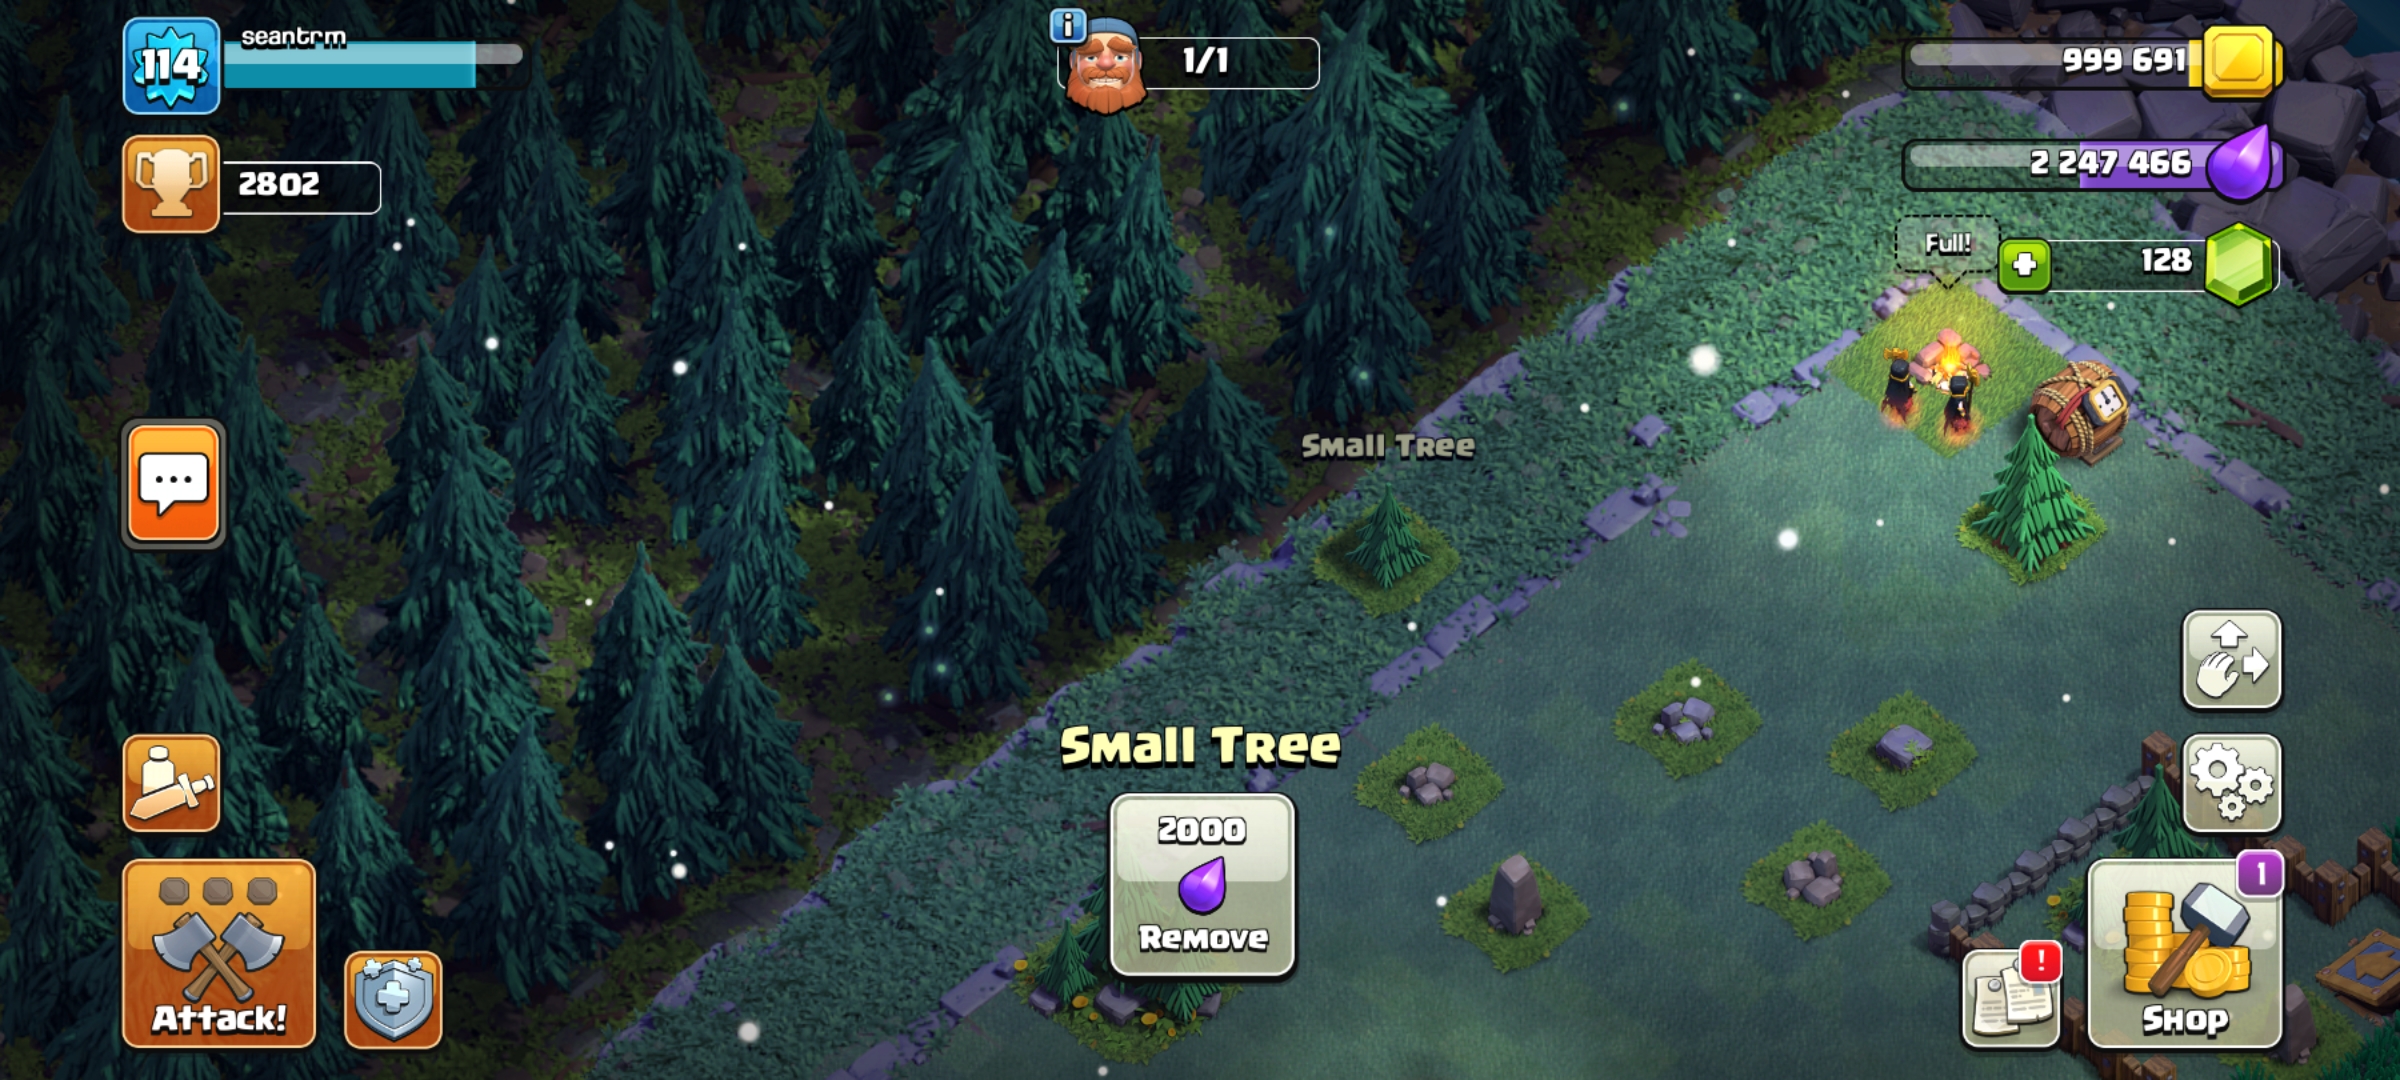 114
seantrm
i
1/1
999 691
2802
2 247 466
Full!
128
Small Tree
Small Tree
2000
Remove
1
!
Attack!
Shop